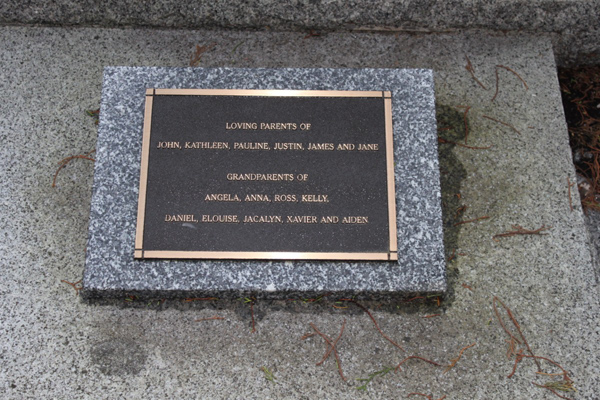 LOVING PARENTS OF
JOHN, KATHLEEN, PAULINE, JUSTIN, JAMES AND JANE
GRANDPARENTS OF
ANGELA, ANNA, ROSS, KELLY,
DANIEL, ELOUISE, JACALYN, XAVIER AND AIDEN